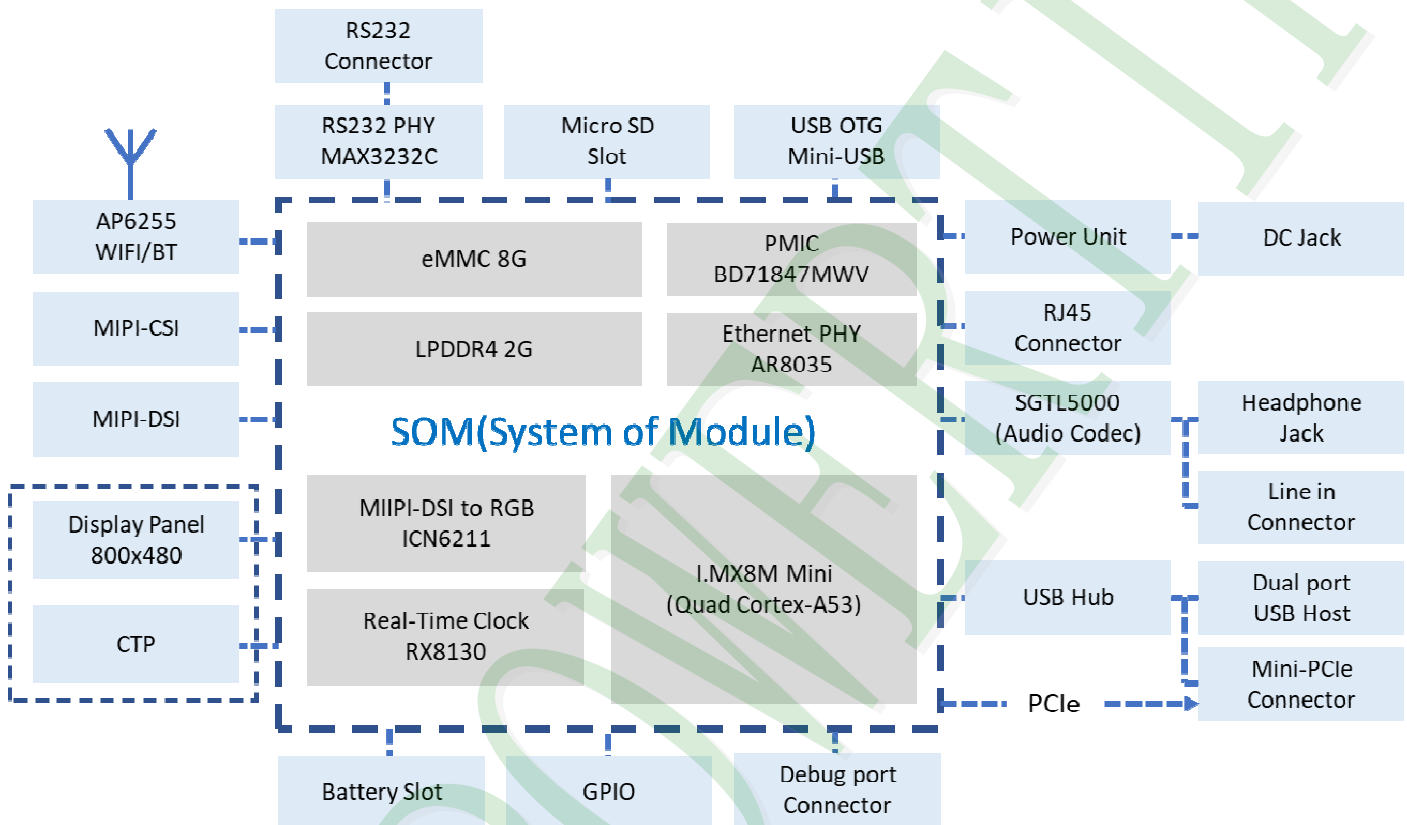 RS232
Connector
RS232 PHY
MAX3232C
Micro SD
Slot
USB OTG
Mini-USB
AP6255
WIFI/BT
MIPI-CSI
MIPI-DSI
Display Panel
800x480
CTP
eMMC 8G
PMIC
BD71847MWV
LPDDR4 2G
Ethernet PHY
AR8035
SOM(System of Module)
MIIPI-DSI to RGB
ICN6211
I.MX8M Mini
(Quad Cortex-A53)
Real-Time Clock
RX8130
Power Unit
DC Jack
RJ45
Connector
SGTL5000
(Audio Codec)
Headphone
Jack
Line in
Connector
USB Hub
Dual port
USB Host
Mini-PCIe
Connector
PCIe
Battery Slot
GPIO
Debug port
Connector